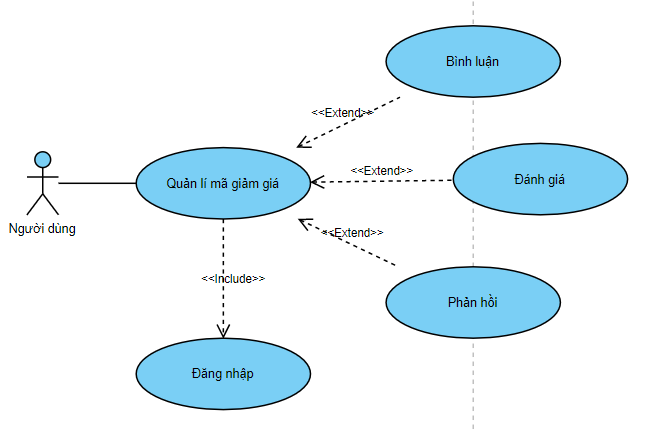 Bình luận
<<Extend>>
<<Extend>>
Đánh giá
Quản lí mã giảm giá
Người dùng
<<Extend>>
<<Include>>
Phản hồi
Đăng nhập